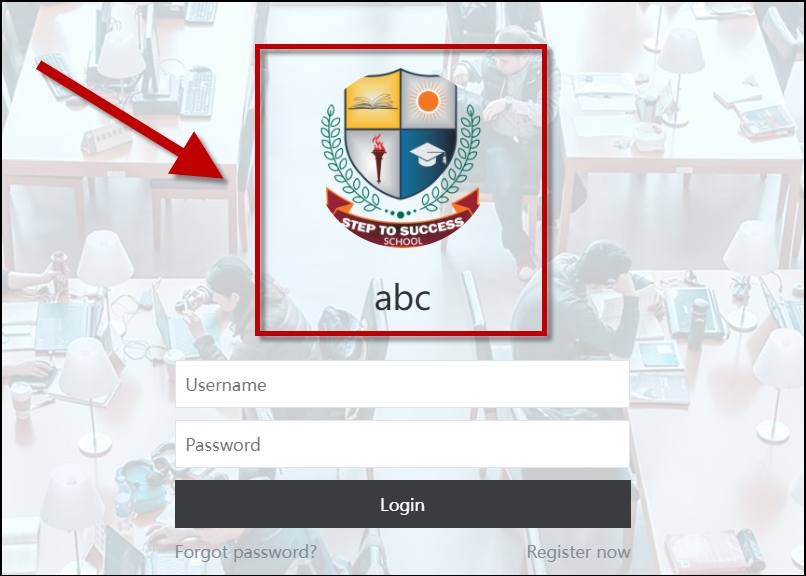 STEP TO SUCCESS
SCHOOL
abc
Username
Password
Login
Forgot password?
Register now